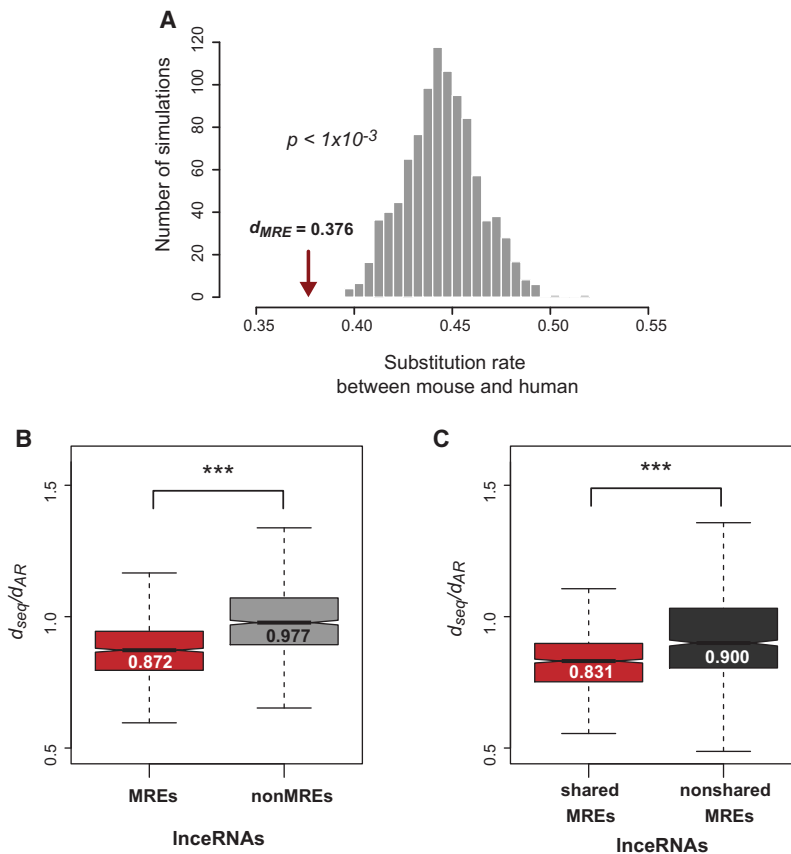 A
Number of simulations
120
100
80
60
40
20
0
p < 1x10-3
dMRE = 0.376
0.35 0.40 0.45 0.50 0.55
Substitution rate
between mouse and human
B
dseq/dAR
1.5
1.0
0.5
***
0.872
0.977
MREs nonMREs
lnceRNAs
C
dseq/dAR
1.5
1.0
0.5
***
0.831
0.900
shared nonshared
MREs MREs
lnceRNAs